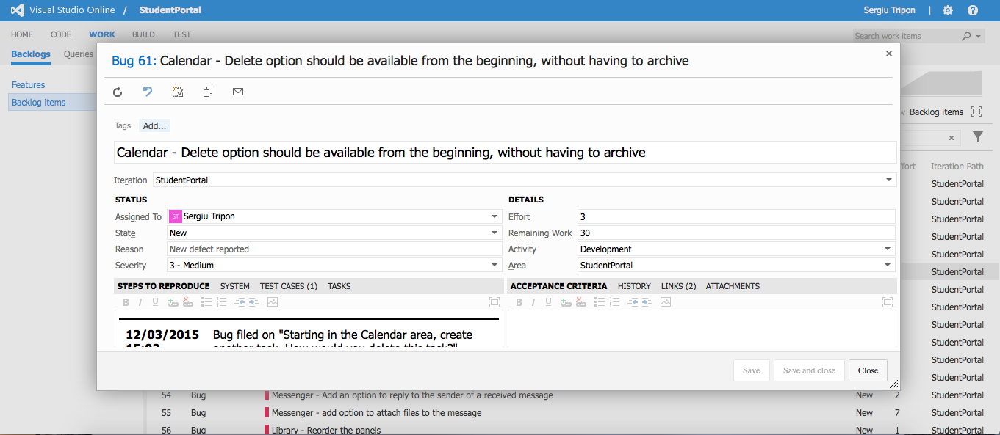 Visual Studio Online / StudentPortal Sergiu Tripon |
HOME CODE WORK BUILD TEST Search work items
Backlogs Queries
Bug 61: Calendar - Delete option should be available from the beginning, without having to archive
Features
Backlog items
Backlog items
Tags Add...
Calendar - Delete option should be available from the beginning, without having to archive
Iteration StudentPortal
fort Iteration Path
StudentPortal
STATUS DETAILS
StudentPortal
Assigned To ST Sergiu Tripon Effort 3
StudentPortal
State New Remaining Work 30
StudentPortal
Reason New defect reported Activity Development
StudentPortal
Severity 3 - Medium Area StudentPortal
StudentPortal
STEPS TO REPRODUCE SYSTEM TEST CASES (1) TASKS ACCEPTANCE CRITERIA HISTORY LINKS (2) ATTACHMENTS
StudentPortal
B I U B I U
StudentPortal
StudentPortal
12/03/2015 Bug filed on "Starting in the Calendar area, create
StudentPortal
15:02 another task. How would you delete this task?"
StudentPortal
Save Save and close Close
StudentPortal
54 Bug Messenger - Add an option to reply to the sender of a received message New 2 StudentPortal
55 Bug Messenger - add option to attach files to the message New 7 StudentPortal
56 Bug Library - Reorder the panels New 1 StudentPortal